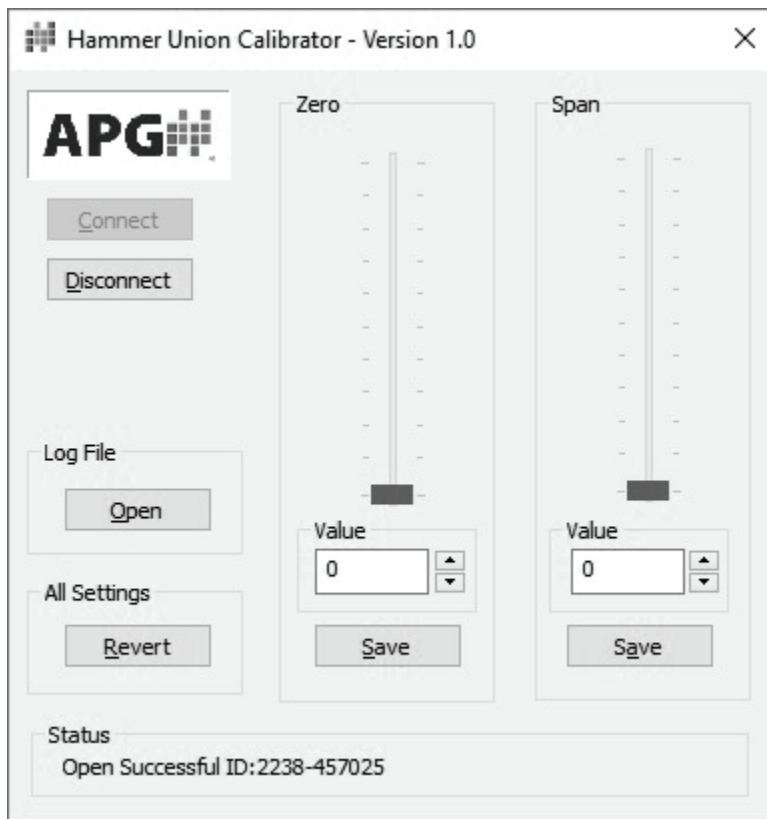 Hammer Union Calibrator - Version 1.0
APG
Connect
Disconnect
Log File
Open
All Settings
Revert
Zero
Value
0
Save
Span
Value
0
Save
Status
Open Successful ID:2238-457025